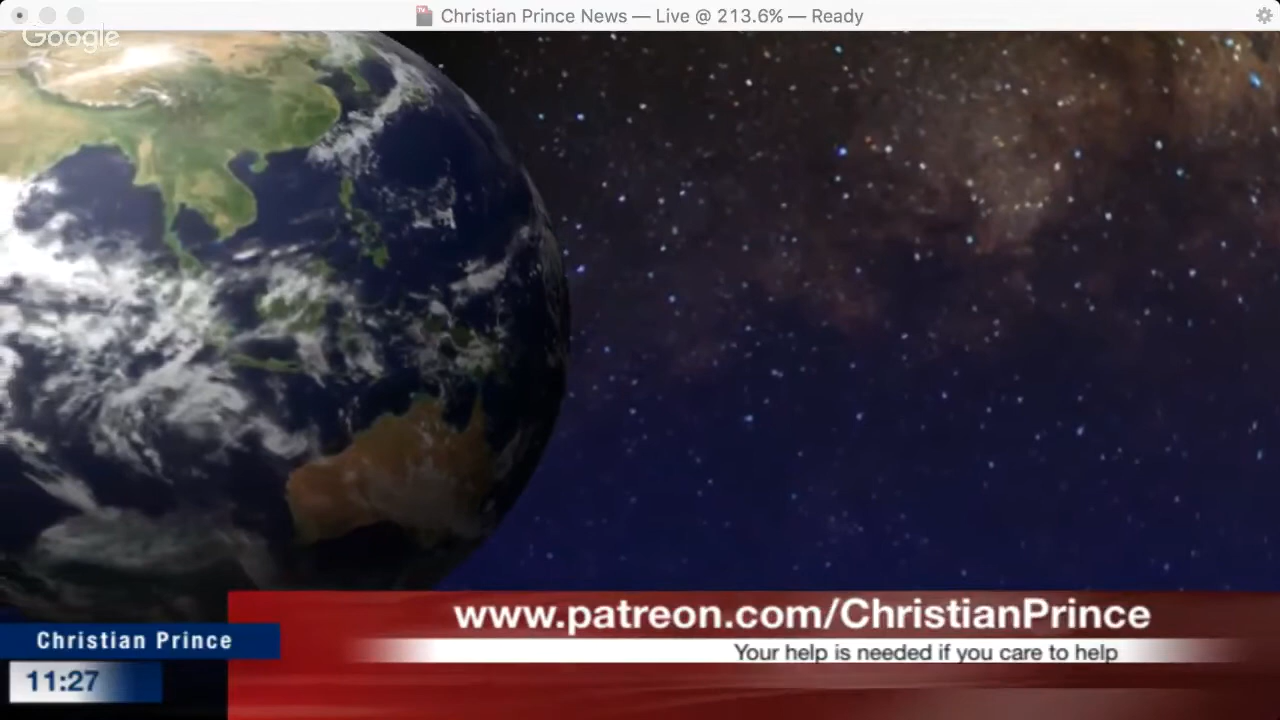 Christian Prince News — Live @ 213.6% — Ready
Google
www.patreon.com/ChristianPrince
Your help is needed if you care to help
Christian Prince
11:27